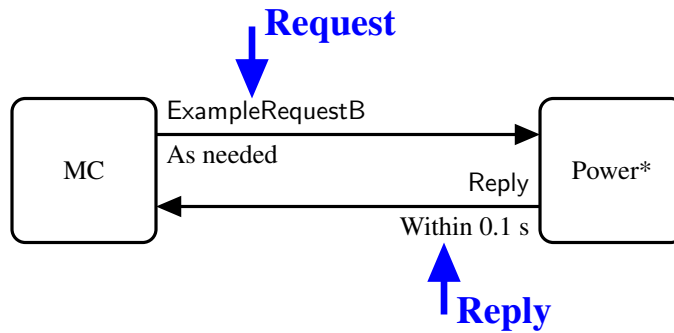 Request
ExampleRequestB
As needed
MC
Power*
Reply
Within 0.1 s
Reply